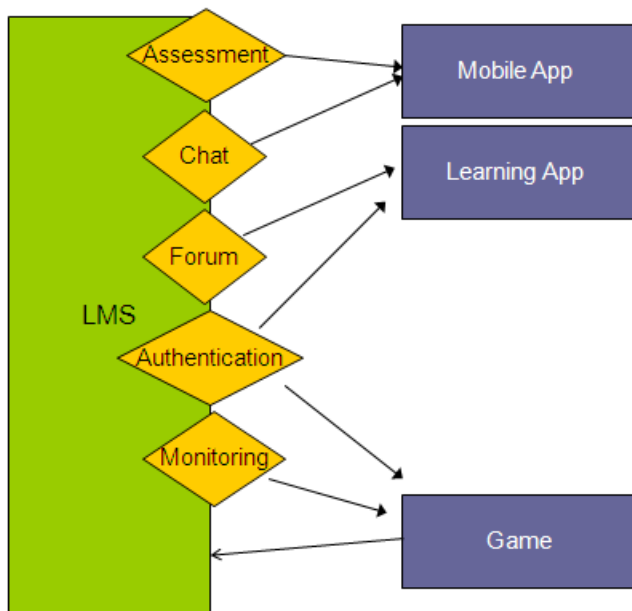 Assessment
Mobile App
Chat
Learning App
Forum
LMS
Authentication
Monitoring
Game